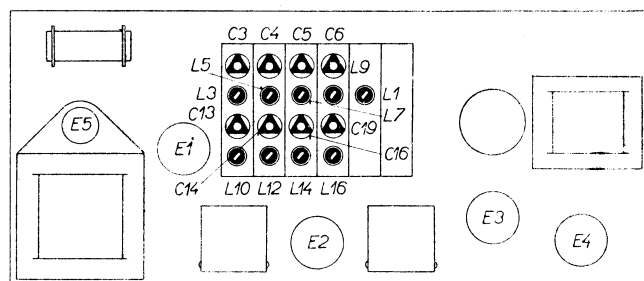 C3 C4 C5 C6
L5 L9
L3 L1
C13 L7
E5 E1 C19
C14 C16
L10 L12 L14 L16
E2 E3 E4